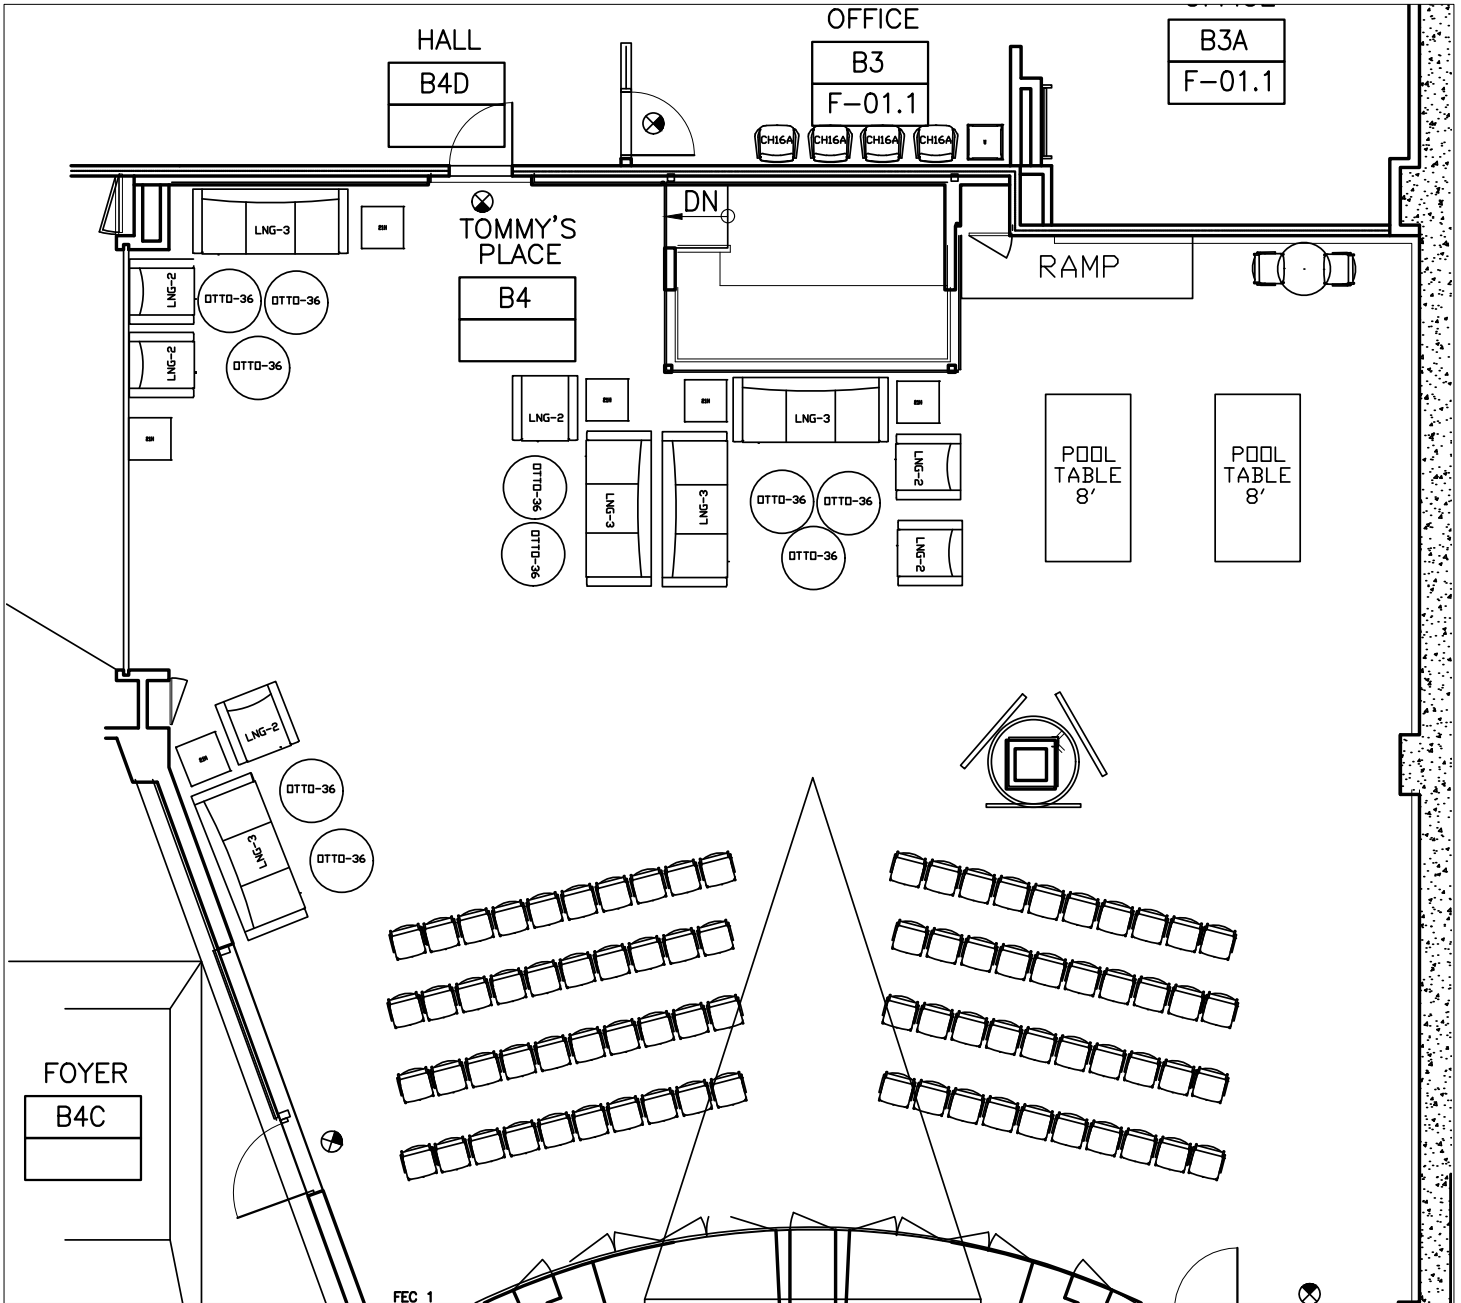 HALL
B4D
OFFICE
B3
F-01.1
B3A
F-01.1
CH16A
CH16A
CH16A
CH16A
LNG-3
TOMMY'S
PLACE
B4
DN
RAMP
LNG-2
OTTO-36
OTTO-36
LNG-2
OTTO-36
LNG-2
LNG-3
OTTO-36
OTTO-36
LNG-3
LNG-3
LNG-2
OTTO-36
OTTO-36
OTTO-36
LNG-2
POOL
TABLE
8'
POOL
TABLE
8'
LNG-2
OTTO-36
LNG-3
OTTO-36
FOYER
B4C
FEC 1